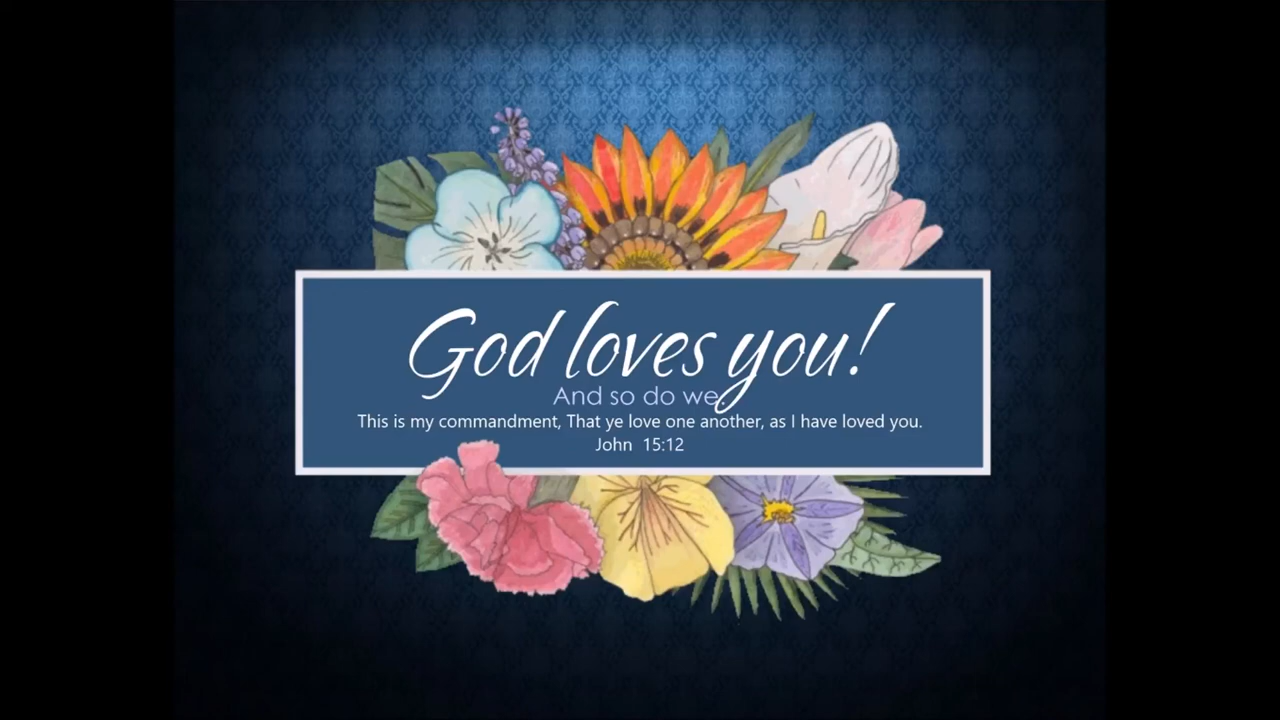 God loves you!
And so do we.
This is my commandment, That ye love one another, as I have loved you.
John 15:12